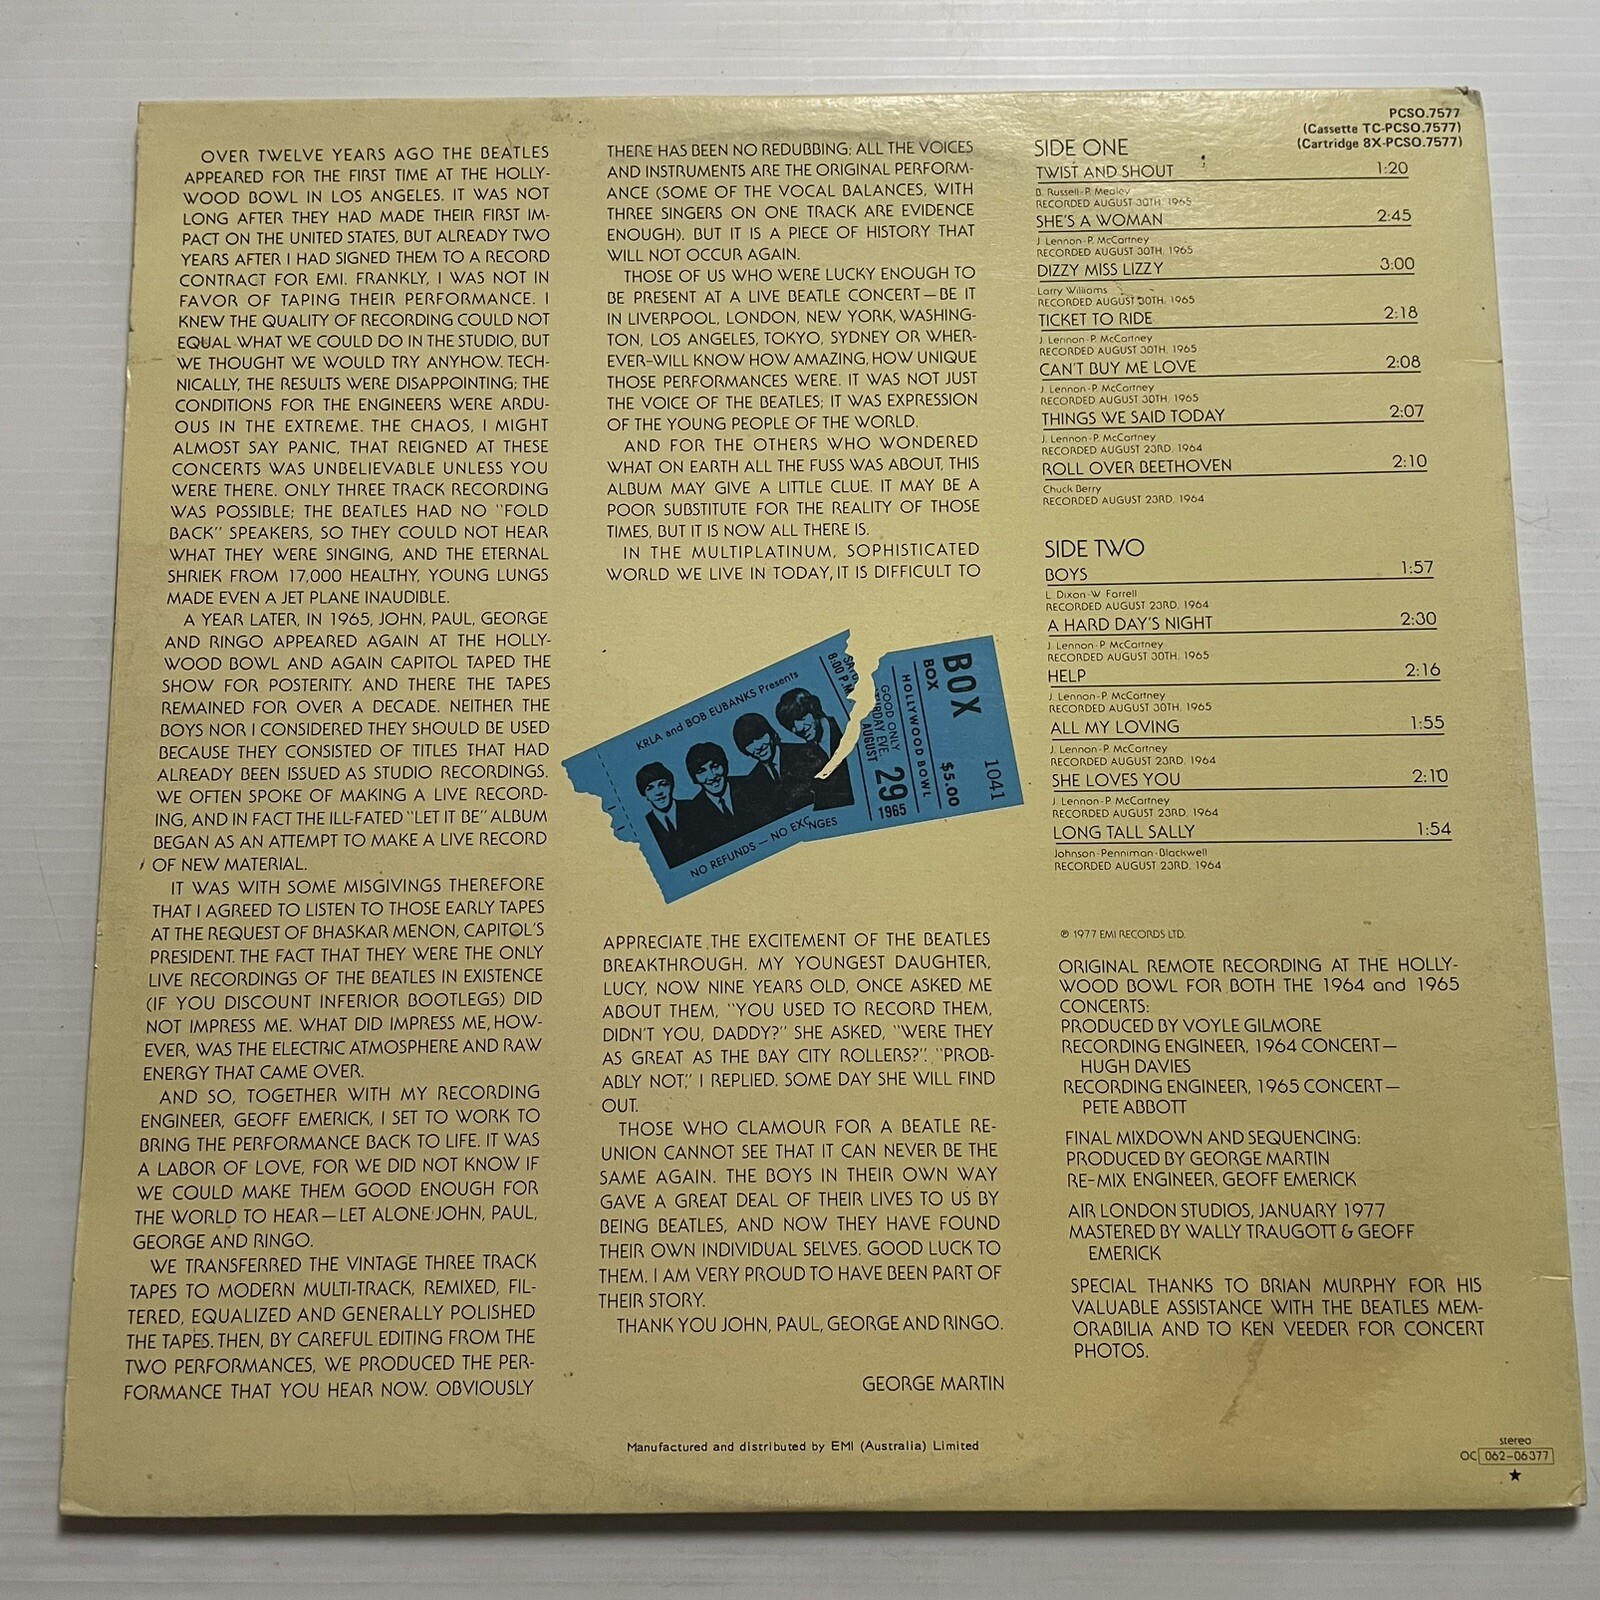 OVER TWELVE YEARS AGO THE BEATLES
APPEARED FOR THE FIRST TIME AT THE HOLLY-
WOOD BOWL IN LOS ANGELES. IT WAS NOT
LONG AFTER THEY HAD MADE THEIR FIRST IM-
PACT ON THE UNITED STATES, BUT ALREADY TWO
YEARS AFTER I HAD SIGNED THEM TO A RECORD
CONTRACT FOR EMI. FRANKLY, I WAS NOT IN
FAVOR OF TAPING THEIR PERFORMANCE. I
KNEW THE QUALITY OF RECORDING COULD NOT
EQUAL WHAT WE COULD DO IN THE STUDIO, BUT
WE THOUGHT WE WOULD TRY ANYHOW. TECH-
NICALLY, THE RESULTS WERE DISAPPOINTING; THE
CONDITIONS FOR THE ENGINEERS WERE ARDU-
OUS IN THE EXTREME. THE CHAOS, I MIGHT
ALMOST SAY PANIC, THAT REIGNED AT THESE
CONCERTS WAS UNBELIEVABLE UNLESS YOU
WERE THERE. ONLY THREE TRACK RECORDING
WAS POSSIBLE; THE BEATLES HAD NO "FOLD
BACK" SPEAKERS, SO THEY COULD NOT HEAR
WHAT THEY WERE SINGING, AND THE ETERNAL
SHRIEK FROM 17,000 HEALTHY, YOUNG LUNGS
MADE EVEN A JET PLANE INAUDIBLE.
A YEAR LATER, IN 1965, JOHN, PAUL, GEORGE
AND RINGO APPEARED AGAIN AT THE HOLLY-
WOOD BOWL AND AGAIN CAPITOL TAPED THE
SHOW FOR POSTERITY. AND THERE THE TAPES
REMAINED FOR OVER A DECADE. NEITHER THE
BOYS NOR I CONSIDERED THEY SHOULD BE USED
BECAUSE THEY CONSISTED OF TITLES THAT HAD
ALREADY BEEN ISSUED AS STUDIO RECORDINGS.
WE OFTEN SPOKE OF MAKING A LIVE RECORD-
ING, AND IN FACT THE ILL-FATED "LET IT BE" ALBUM
BEGAN AS AN ATTEMPT TO MAKE A LIVE RECORD
OF NEW MATERIAL.
IT WAS WITH SOME MISGIVINGS THEREFORE
THAT I AGREED TO LISTEN TO THOSE EARLY TAPES
AT THE REQUEST OF BHASKAR MENON, CAPITOL'S
PRESIDENT. THE FACT THAT THEY WERE THE ONLY
LIVE RECORDINGS OF THE BEATLES IN EXISTENCE
(IF YOU DISCOUNT INFERIOR BOOTLEGS) DID
NOT IMPRESS ME. WHAT DID IMPRESS ME, HOW-
EVER, WAS THE ELECTRIC ATMOSPHERE AND RAW
ENERGY THAT CAME OVER.
AND SO, TOGETHER WITH MY RECORDING
ENGINEER, GEOFF EMERICK, I SET TO WORK TO
BRING THE PERFORMANCE BACK TO LIFE. IT WAS
A LABOR OF LOVE, FOR WE DID NOT KNOW IF
WE COULD MAKE THEM GOOD ENOUGH FOR
THE WORLD TO HEAR—LET ALONE JOHN, PAUL,
GEORGE AND RINGO.
WE TRANSFERRED THE VINTAGE THREE TRACK
TAPES TO MODERN MULTI-TRACK, REMIXED, FIL-
TERED, EQUALIZED AND GENERALLY POLISHED
THE TAPES. THEN, BY CAREFUL EDITING FROM THE
TWO PERFORMANCES, WE PRODUCED THE PER-
FORMANCE THAT YOU HEAR NOW. OBVIOUSLY
THERE HAS BEEN NO REDUBBING; ALL THE VOICES
AND INSTRUMENTS ARE THE ORIGINAL PERFORM-
ANCE (SOME OF THE VOCAL BALANCES, WITH
THREE SINGERS ON ONE TRACK ARE EVIDENCE
ENOUGH). BUT IT IS A PIECE OF HISTORY THAT
WILL NOT OCCUR AGAIN.
THOSE OF US WHO WERE LUCKY ENOUGH TO
BE PRESENT AT A LIVE BEATLE CONCERT—BE IT
IN LIVERPOOL, LONDON, NEW YORK, WASHING-
TON, LOS ANGELES, TOKYO, SYDNEY OR WHER-
EVER-WILL KNOW HOW AMAZING, HOW UNIQUE
THOSE PERFORMANCES WERE. IT WAS NOT JUST
THE VOICE OF THE BEATLES; IT WAS EXPRESSION
OF THE YOUNG PEOPLE OF THE WORLD.
AND FOR THE OTHERS WHO WONDERED
WHAT ON EARTH ALL THE FUSS WAS ABOUT, THIS
ALBUM MAY GIVE A LITTLE CLUE. IT MAY BE A
POOR SUBSTITUTE FOR THE REALITY OF THOSE
TIMES, BUT IT IS NOW ALL THERE IS.
IN THE MULTIPLATINUM, SOPHISTICATED
WORLD WE LIVE IN TODAY, IT IS DIFFICULT TO
KRLA and BOB EUBANKS Presents
NO REFUNDS — NO EXC NGES
8:00 P.M
GOOD ONLY
AUGUST 29
1965
HOLLYWOOD BOWL
BOX $5.00
BOX 1041
APPRECIATE THE EXCITEMENT OF THE BEATLES
BREAKTHROUGH. MY YOUNGEST DAUGHTER,
LUCY, NOW NINE YEARS OLD, ONCE ASKED ME
ABOUT THEM, "YOU USED TO RECORD THEM,
DIDN'T YOU, DADDY?" SHE ASKED, "WERE THEY
AS GREAT AS THE BAY CITY ROLLERS?". "PROB-
ABLY NOT," I REPLIED. SOME DAY SHE WILL FIND
OUT.
THOSE WHO CLAMOUR FOR A BEATLE RE-
UNION CANNOT SEE THAT IT CAN NEVER BE THE
SAME AGAIN. THE BOYS IN THEIR OWN WAY
GAVE A GREAT DEAL OF THEIR LIVES TO US BY
BEING BEATLES, AND NOW THEY HAVE FOUND
THEIR OWN INDIVIDUAL SELVES. GOOD LUCK TO
THEM. I AM VERY PROUD TO HAVE BEEN PART OF
THEIR STORY.
THANK YOU JOHN, PAUL, GEORGE AND RINGO.
GEORGE MARTIN
Manufactured and distributed by EMI (Australia) Limited
PCSO.7577
(Cassette TC-PCSO.7577)
(Cartridge 8X-PCSO.7577)
SIDE ONE
TWIST AND SHOUT 1:20
B. Russell-P. Medley
RECORDED AUGUST 30TH, 1965
SHE'S A WOMAN 2:45
J. Lennon-P. McCartney
RECORDED AUGUST 30TH, 1965
DIZZY MISS LIZZY 3:00
Larry Williams
RECORDED AUGUST 30TH, 1965
TICKET TO RIDE 2:18
J. Lennon-P. McCartney
RECORDED AUGUST 30TH, 1965
CAN'T BUY ME LOVE 2:08
J. Lennon-P. McCartney
RECORDED AUGUST 30TH, 1965
THINGS WE SAID TODAY 2:07
J. Lennon-P. McCartney
RECORDED AUGUST 23RD, 1964
ROLL OVER BEETHOVEN 2:10
Chuck Berry
RECORDED AUGUST 23RD, 1964
SIDE TWO
BOYS 1:57
L. Dixon-W. Farrell
RECORDED AUGUST 23RD, 1964
A HARD DAY'S NIGHT 2:30
J. Lennon-P. McCartney
RECORDED AUGUST 30TH, 1965
HELP 2:16
J. Lennon-P. McCartney
RECORDED AUGUST 30TH, 1965
ALL MY LOVING 1:55
J. Lennon-P. McCartney
RECORDED AUGUST 23RD, 1964
SHE LOVES YOU 2:10
J. Lennon-P. McCartney
RECORDED AUGUST 23RD, 1964
LONG TALL SALLY 1:54
Johnson-Penniman-Blackwell
RECORDED AUGUST 23RD, 1964
℗ 1977 EMI RECORDS LTD.
ORIGINAL REMOTE RECORDING AT THE HOLLY-
WOOD BOWL FOR BOTH THE 1964 and 1965
CONCERTS:
PRODUCED BY VOYLE GILMORE
RECORDING ENGINEER, 1964 CONCERT—
HUGH DAVIES
RECORDING ENGINEER, 1965 CONCERT—
PETE ABBOTT
FINAL MIXDOWN AND SEQUENCING:
PRODUCED BY GEORGE MARTIN
RE-MIX ENGINEER, GEOFF EMERICK
AIR LONDON STUDIOS, JANUARY 1977
MASTERED BY WALLY TRAUGOTT & GEOFF
EMERICK
SPECIAL THANKS TO BRIAN MURPHY FOR HIS
VALUABLE ASSISTANCE WITH THE BEATLES MEM-
ORABILIA AND TO KEN VEEDER FOR CONCERT
PHOTOS.
stereo
OC 062-06377
★